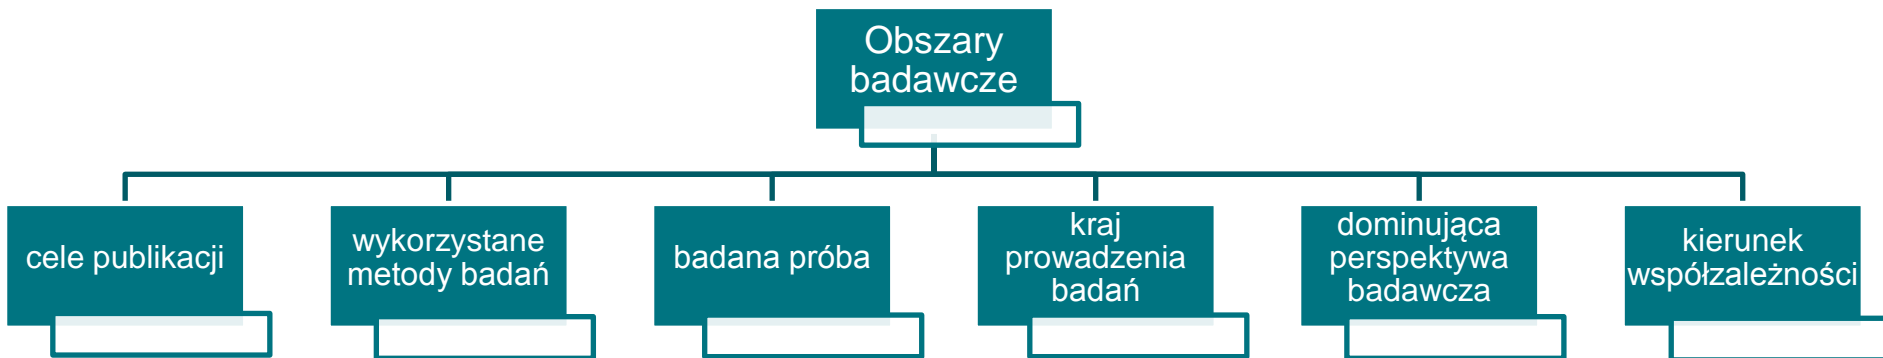 Obszary
badawcze
cele publikacji
wykorzystane
metody badań
badana próba
kraj
prowadzenia
badań
dominująca
perspektywa
badawcza
kierunek
współzależności